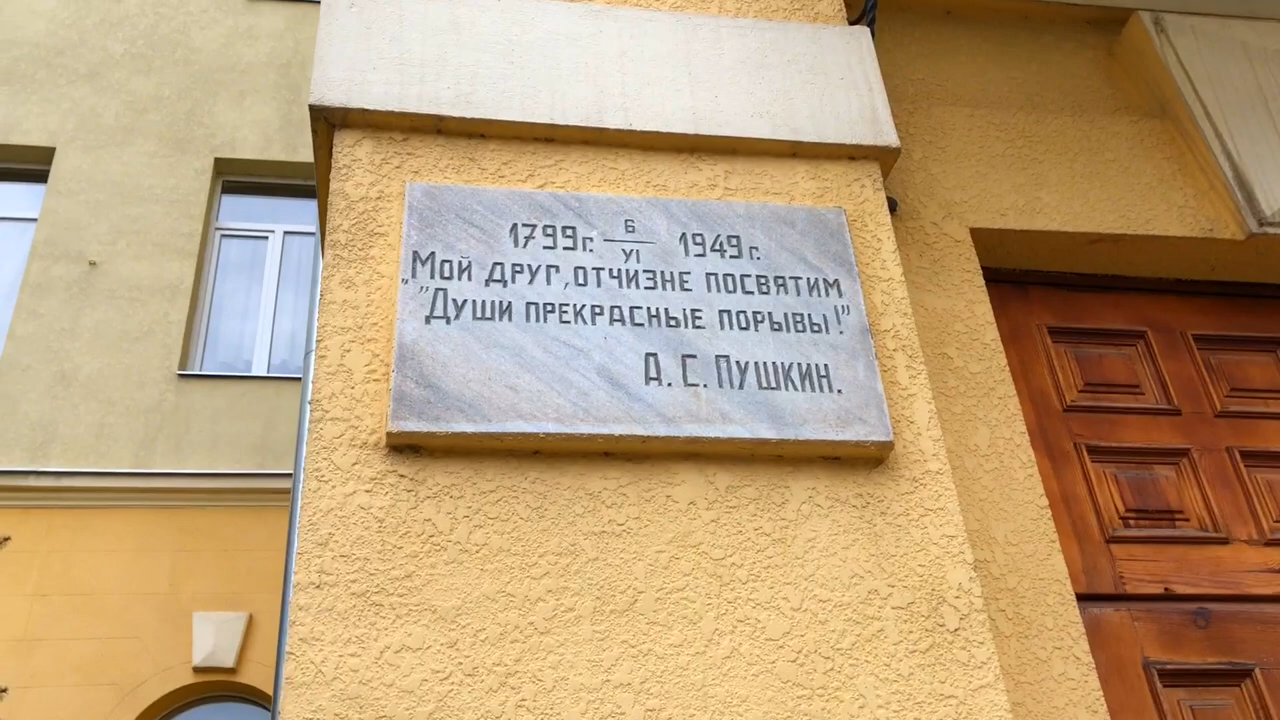 1799г. 6/VI 1949г.
„Мой друг, отчизне посвятим
"Души прекрасные порывы!"
А. С. Пушкин.